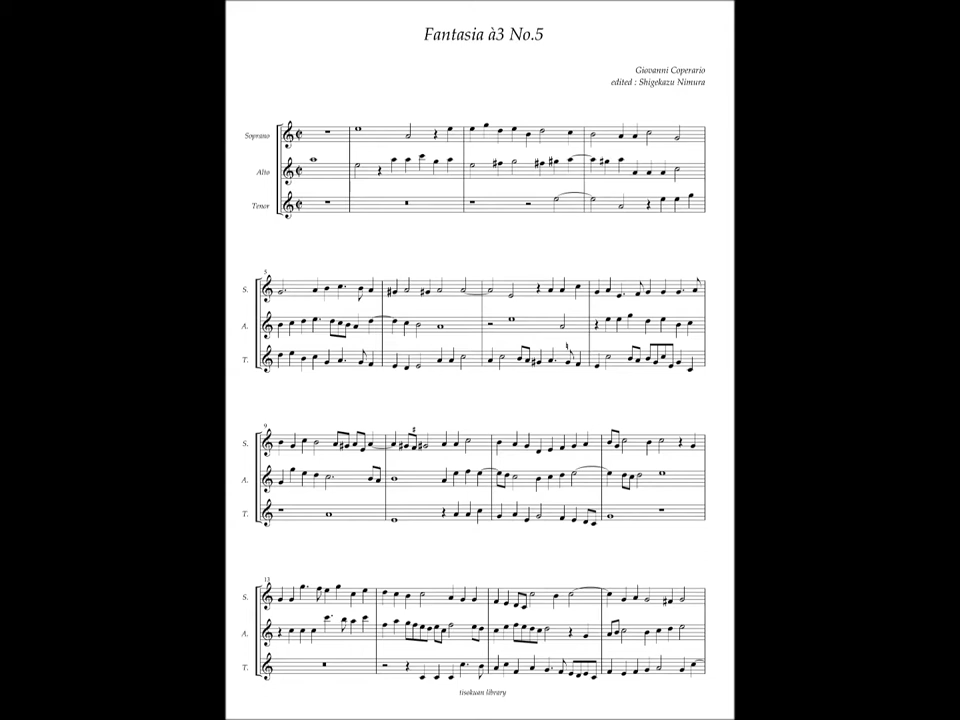 Fantasia à3 No.5
Giovanni Coperario
edited : Shigekazu Nimura
Soprano
Alto
Tenor
5
S.
A.
T.
9
S.
A.
T.
13
S.
A.
T.
tisekuan library